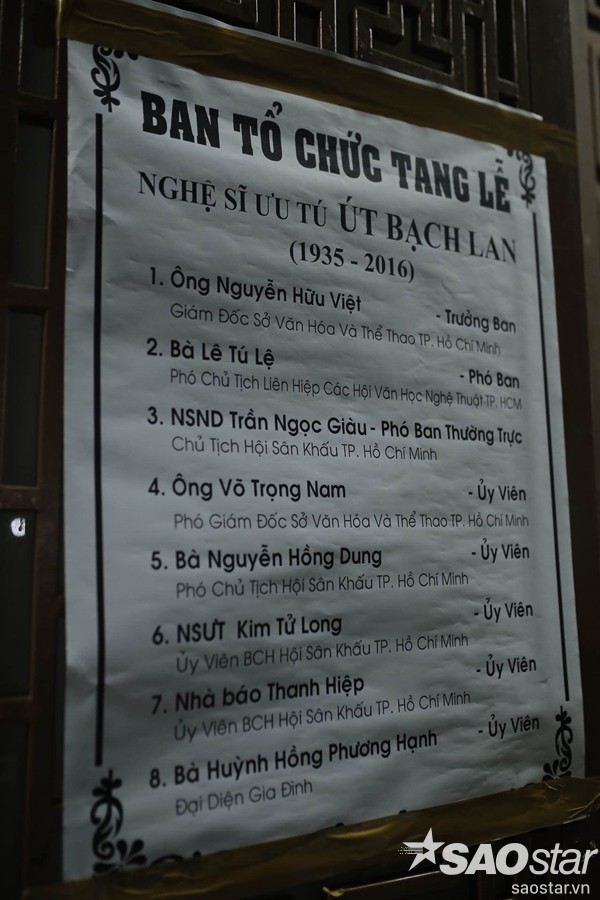 BAN TỔ CHỨC TANG LỄ
NGHỆ SĨ ƯU TÚ ÚT BẠCH LAN
(1935 - 2016)
1. Ông Nguyễn Hữu Việt - Trưởng Ban
Giám Đốc Sở Văn Hóa Và Thể Thao TP. Hồ Chí Minh
2. Bà Lê Tú Lệ - Phó Ban
Phó Chủ Tịch Liên Hiệp Các Hội Văn Học Nghệ Thuật TP. HCM
3. NSND Trần Ngọc Giàu - Phó Ban Thường Trực
Chủ Tịch Hội Sân Khấu TP. Hồ Chí Minh
4. Ông Võ Trọng Nam - Ủy Viên
Phó Giám Đốc Sở Văn Hóa Và Thể Thao TP. Hồ Chí Minh
5. Bà Nguyễn Hồng Dung - Ủy Viên
Phó Chủ Tịch Hội Sân Khấu TP. Hồ Chí Minh
6. NSƯT Kim Tử Long - Ủy Viên
Ủy Viên BCH Hội Sân Khấu TP. Hồ Chí Minh
7. Nhà báo Thanh Hiệp - Ủy Viên
Ủy Viên BCH Hội Sân Khấu TP. Hồ Chí Minh
8. Bà Huỳnh Hồng Phương Hạnh - Ủy Viên
Đại Diện Gia Đình
SAOstar
saostar.vn